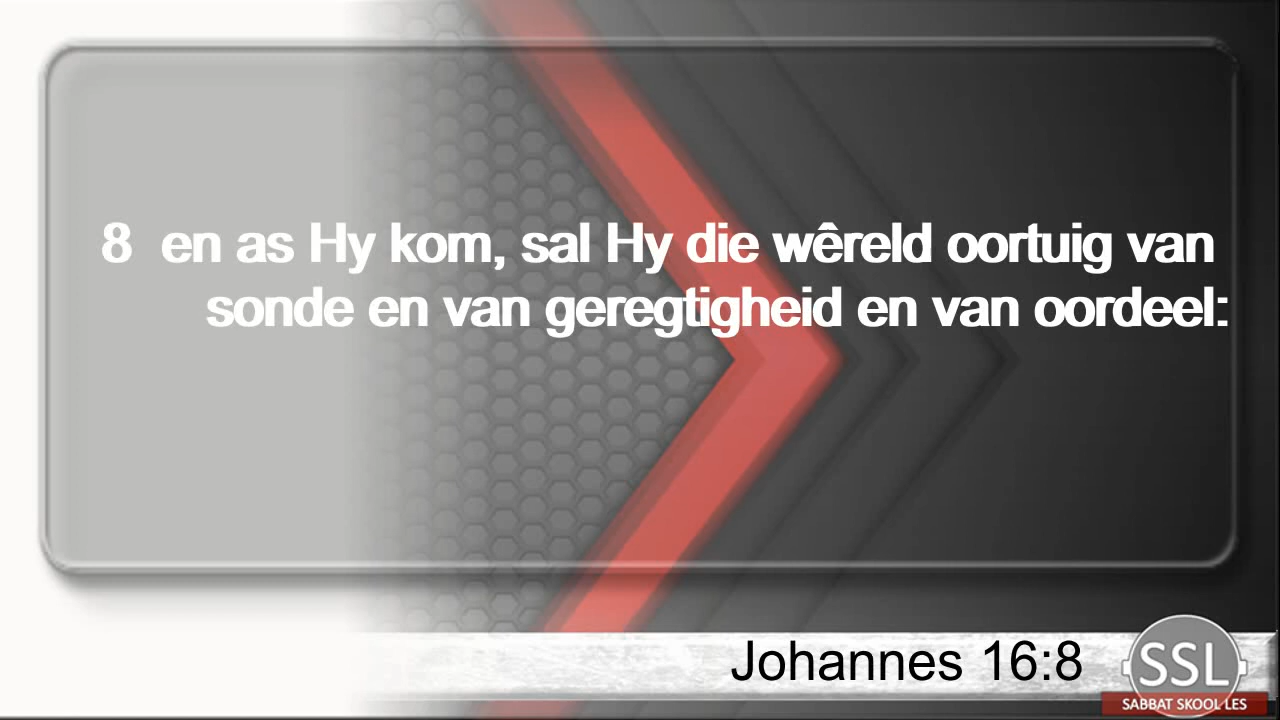 8 en as Hy kom, sal Hy die wêreld oortuig van
sonde en van geregtigheid en van oordeel:
Johannes 16:8
SSL
SABBAT SKOOL LES